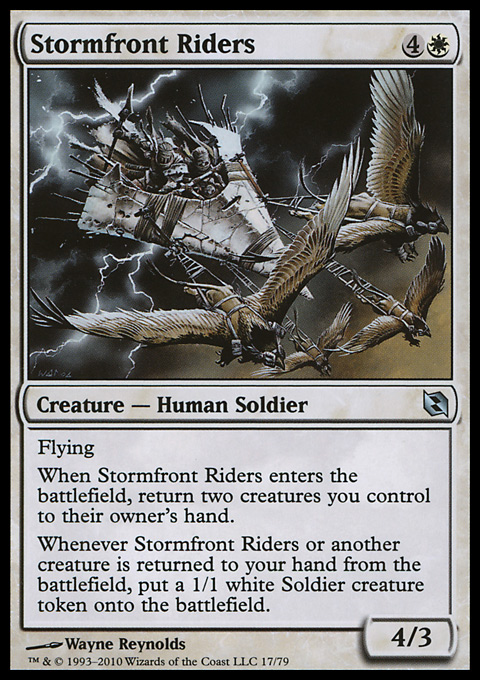 Stormfront Riders 4
Creature — Human Soldier
Flying
When Stormfront Riders enters the
battlefield, return two creatures you control
to their owner's hand.
Whenever Stormfront Riders or another
creature is returned to your hand from the
battlefield, put a 1/1 white Soldier creature
token onto the battlefield.
Wayne Reynolds
4/3
™ & © 1993–2010 Wizards of the Coast LLC 17/79